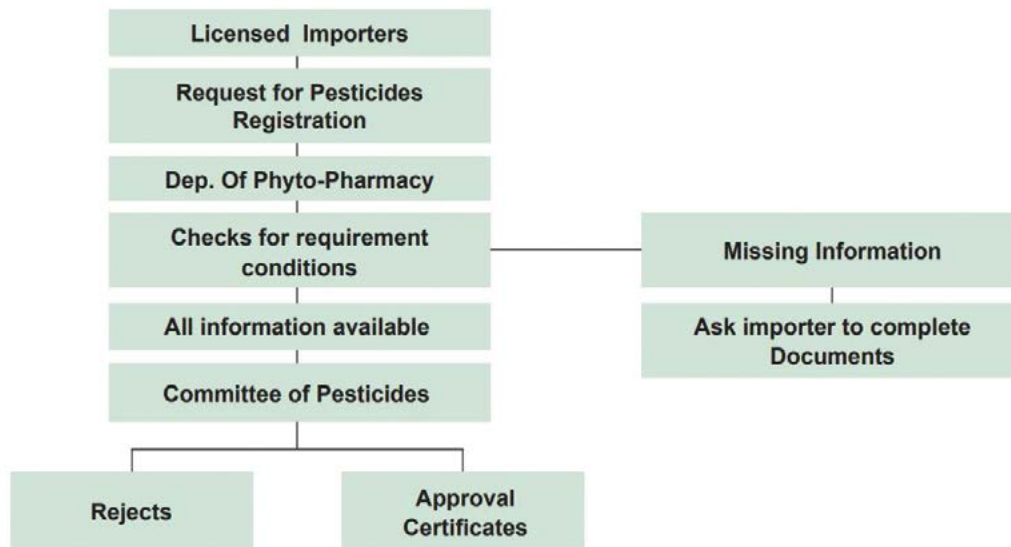 Licensed Importers
Request for Pesticides
Registration
Dep. Of Phyto-Pharmacy
Checks for requirement
conditions
Missing Information
All information available
Ask importer to complete
Documents
Committee of Pesticides
Rejects
Approval
Certificates